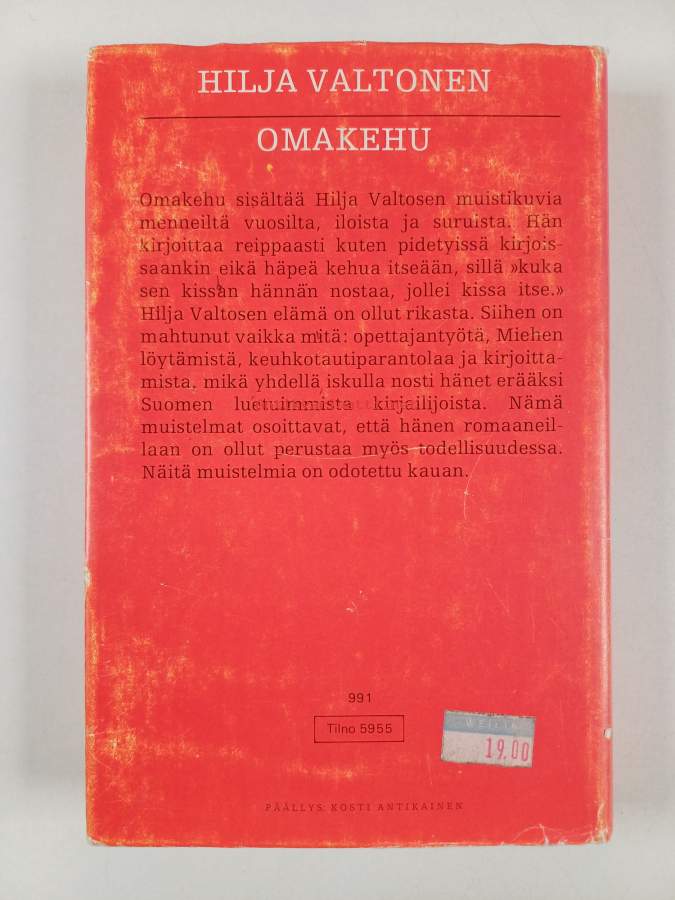 HILJA VALTONEN
OMAKEHU
Omakehu sisältää Hilja Valtosen muistikuvia
menneiltä vuosilta, iloista ja suruista. Hän
kirjoittaa reippaasti kuten pidetyissä kirjois-
saankin eikä häpeä kehua itseään, sillä »kuka
sen kissan hännän nostaa, jollei kissa itse.»
Hilja Valtosen elämä on ollut rikasta. Siihen on
mahtunut vaikka mitä: opettajantyötä, Miehen
löytämistä, keuhkotautiparantolaa ja kirjoitta-
mista, mikä yhdellä iskulla nosti hänet erääksi
Suomen luetuimmista kirjailijoista. Nämä
muistelmat osoittavat, että hänen romaaneil-
laan on ollut perustaa myös todellisuudessa.
Näitä muistelmia on odotettu kauan.
991
Tilno 5955
19.00
PÄÄLLYS: KOSTI ANTIKAINEN